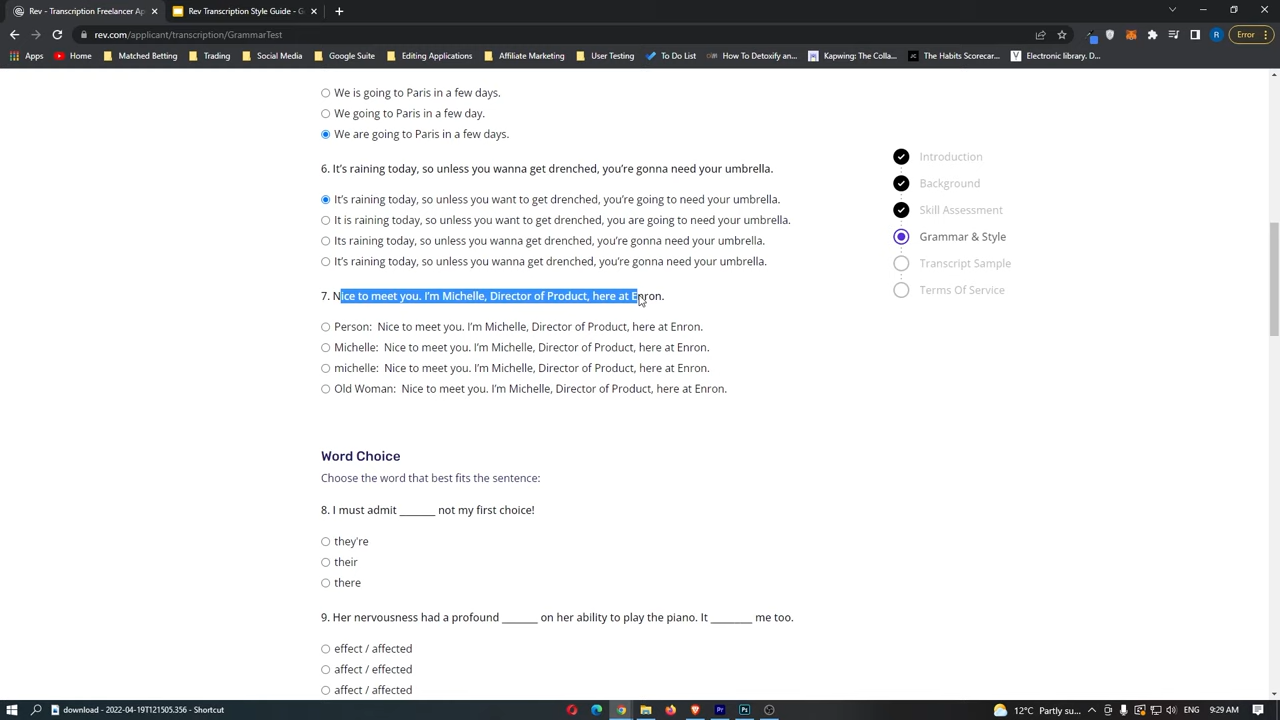 Rev - Transcription Freelancer Ap
Rev Transcription Style Guide - G
rev.com/applicant/transcription/GrammarTest
Error
Apps
Home
Matched Betting
Trading
Social Media
Google Suite
Editing Applications
Affiliate Marketing
User Testing
To Do List
How To Detoxify an...
Kapwing: The Colla...
The Habits Scorecar...
Electronic library. D...
We is going to Paris in a few days.
We going to Paris in a few day.
We are going to Paris in a few days.
6. It's raining today, so unless you wanna get drenched, you're gonna need your umbrella.
It's raining today, so unless you want to get drenched, you're going to need your umbrella.
It is raining today, so unless you want to get drenched, you are going to need your umbrella.
Its raining today, so unless you wanna get drenched, you're gonna need your umbrella.
It's raining today, so unless you wanna get drenched, you're gonna need your umbrella.
7. Nice to meet you. I'm Michelle, Director of Product, here at Enron.
Person: Nice to meet you. I'm Michelle, Director of Product, here at Enron.
Michelle: Nice to meet you. I'm Michelle, Director of Product, here at Enron.
michelle: Nice to meet you. I'm Michelle, Director of Product, here at Enron.
Old Woman: Nice to meet you. I'm Michelle, Director of Product, here at Enron.
Word Choice
Choose the word that best fits the sentence:
8. I must admit ______ not my first choice!
they're
their
there
9. Her nervousness had a profound ______ on her ability to play the piano. It _______ me too.
effect / affected
affect / effected
affect / affected
Introduction
Background
Skill Assessment
Grammar & Style
Transcript Sample
Terms Of Service
download - 2022-04-19T121505.356 - Shortcut
12°C Partly su...
9:29 AM